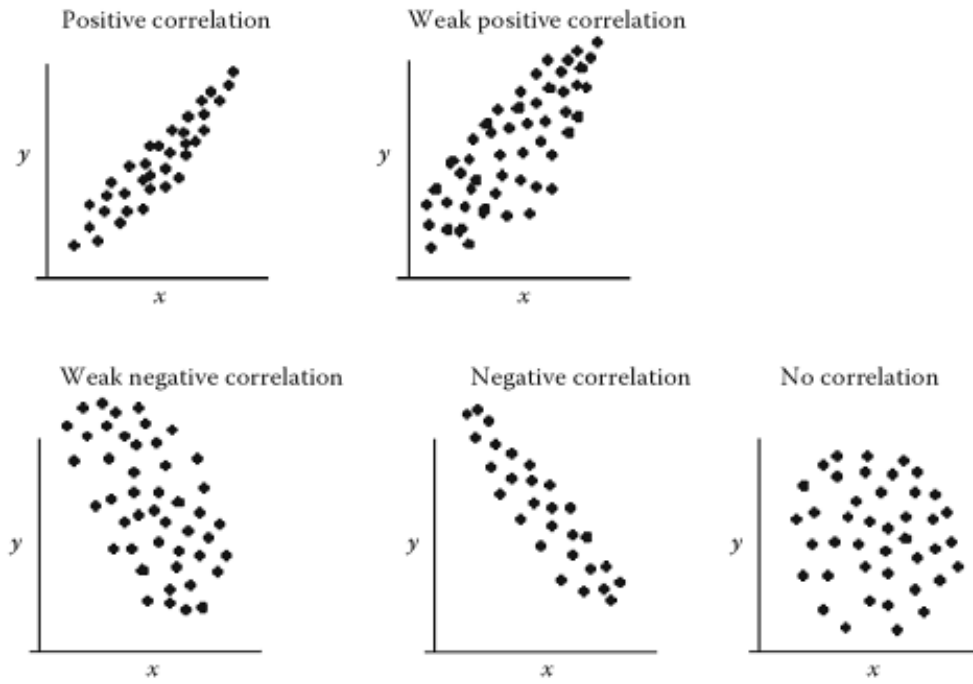 Positive correlation
Weak positive correlation
y
y
x
x
Weak negative correlation
Negative correlation
No correlation
y
y
y
x
x
x